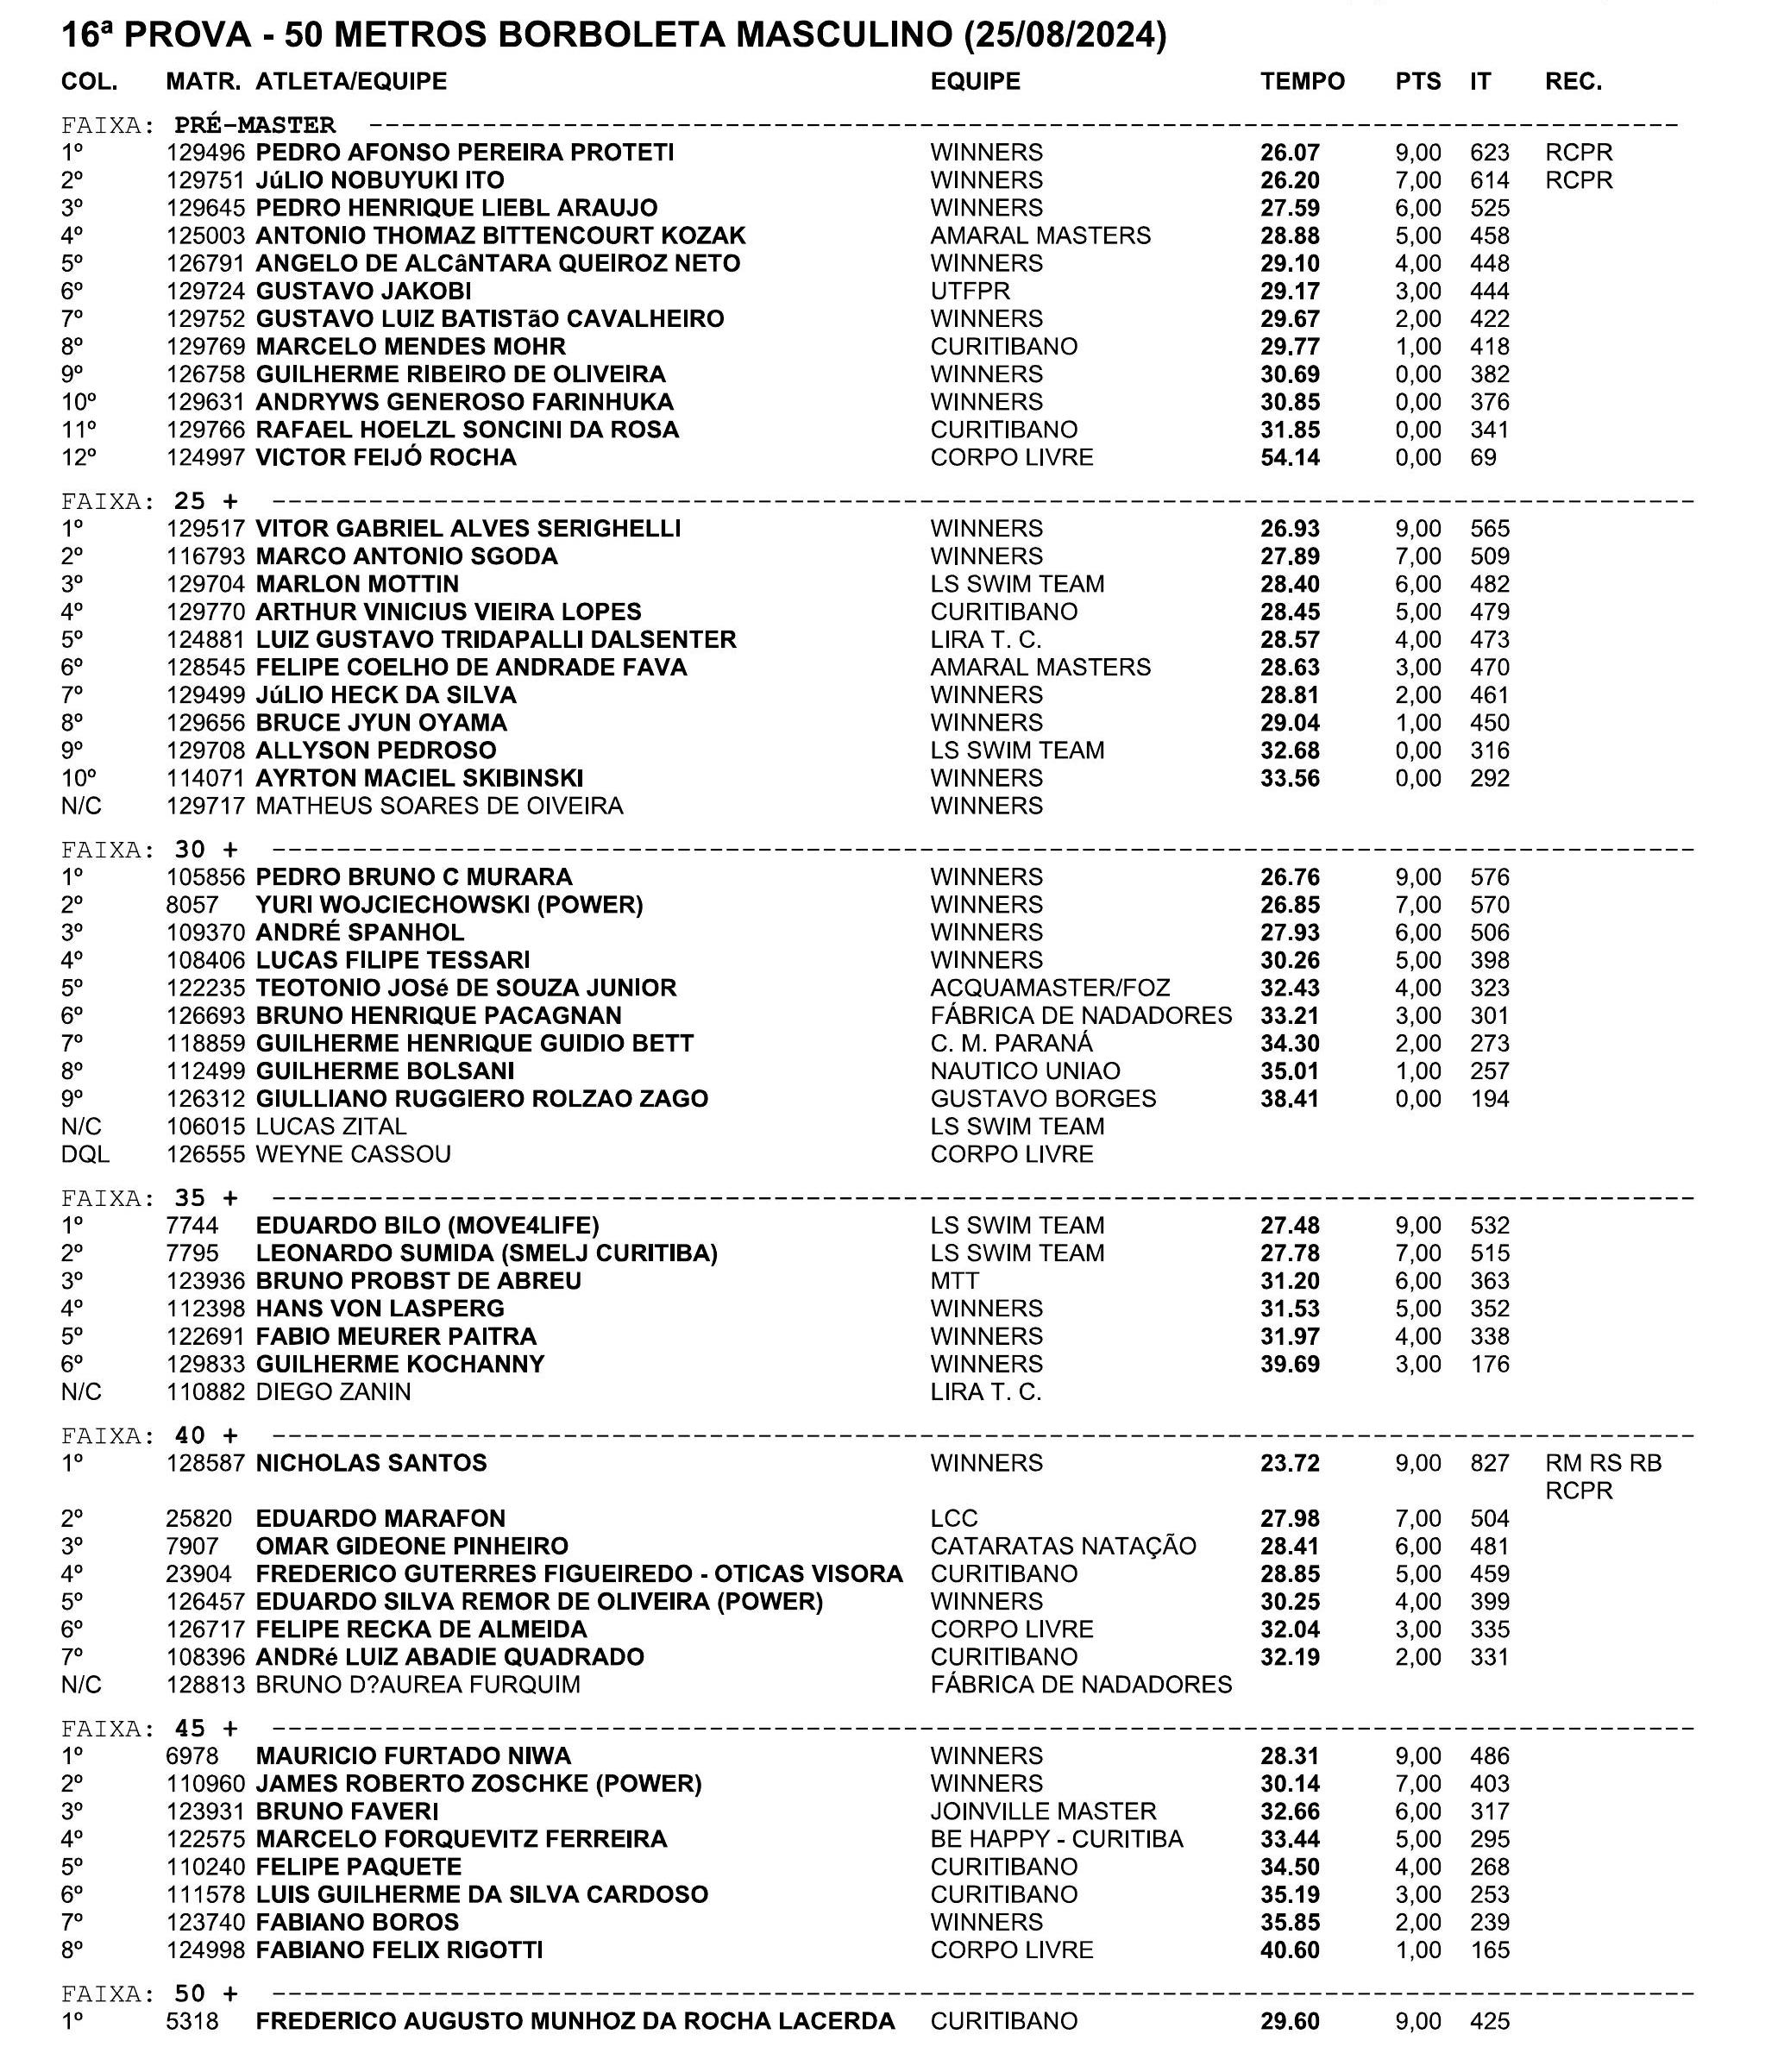 16ª PROVA - 50 METROS BORBOLETA MASCULINO (25/08/2024)
COL. MATR. ATLETA/EQUIPE EQUIPE TEMPO PTS IT REC.
FAIXA: PRÉ-MASTER
1º 129496 PEDRO AFONSO PEREIRA PROTETI WINNERS 26.07 9,00 623 RCPR
2º 129751 JúLIO NOBUYUKI ITO WINNERS 26.20 7,00 614 RCPR
3º 129645 PEDRO HENRIQUE LIEBL ARAUJO WINNERS 27.59 6,00 525
4º 125003 ANTONIO THOMAZ BITTENCOURT KOZAK AMARAL MASTERS 28.88 5,00 458
5º 126791 ANGELO DE ALCâNTARA QUEIROZ NETO WINNERS 29.10 4,00 448
6º 129724 GUSTAVO JAKOBI UTFPR 29.17 3,00 444
7º 129752 GUSTAVO LUIZ BATISTãO CAVALHEIRO WINNERS 29.67 2,00 422
8º 129769 MARCELO MENDES MOHR CURITIBANO 29.77 1,00 418
9º 126758 GUILHERME RIBEIRO DE OLIVEIRA WINNERS 30.69 0,00 382
10º 129631 ANDRYWS GENEROSO FARINHUKA WINNERS 30.85 0,00 376
11º 129766 RAFAEL HOELZL SONCINI DA ROSA CURITIBANO 31.85 0,00 341
12º 124997 VICTOR FEIJÓ ROCHA CORPO LIVRE 54.14 0,00 69
FAIXA: 25 +
1º 129517 VITOR GABRIEL ALVES SERIGHELLI WINNERS 26.93 9,00 565
2º 116793 MARCO ANTONIO SGODA WINNERS 27.89 7,00 509
3º 129704 MARLON MOTTIN LS SWIM TEAM 28.40 6,00 482
4º 129770 ARTHUR VINICIUS VIEIRA LOPES CURITIBANO 28.45 5,00 479
5º 124881 LUIZ GUSTAVO TRIDAPALLI DALSENTER LIRA T. C. 28.57 4,00 473
6º 128545 FELIPE COELHO DE ANDRADE FAVA AMARAL MASTERS 28.63 3,00 470
7º 129499 JúLIO HECK DA SILVA WINNERS 28.81 2,00 461
8º 129656 BRUCE JYUN OYAMA WINNERS 29.04 1,00 450
9º 129708 ALLYSON PEDROSO LS SWIM TEAM 32.68 0,00 316
10º 114071 AYRTON MACIEL SKIBINSKI WINNERS 33.56 0,00 292
N/C 129717 MATHEUS SOARES DE OIVEIRA WINNERS
FAIXA: 30 +
1º 105856 PEDRO BRUNO C MURARA WINNERS 26.76 9,00 576
2º 8057 YURI WOJCIECHOWSKI (POWER) WINNERS 26.85 7,00 570
3º 109370 ANDRÉ SPANHOL WINNERS 27.93 6,00 506
4º 108406 LUCAS FILIPE TESSARI WINNERS 30.26 5,00 398
5º 122235 TEOTONIO JOSé DE SOUZA JUNIOR ACQUAMASTER/FOZ 32.43 4,00 323
6º 126693 BRUNO HENRIQUE PACAGNAN FÁBRICA DE NADADORES 33.21 3,00 301
7º 118859 GUILHERME HENRIQUE GUIDIO BETT C. M. PARANÁ 34.30 2,00 273
8º 112499 GUILHERME BOLSANI NAUTICO UNIAO 35.01 1,00 257
9º 126312 GIULLIANO RUGGIERO ROLZAO ZAGO GUSTAVO BORGES 38.41 0,00 194
N/C 106015 LUCAS ZITAL LS SWIM TEAM
DQL 126555 WEYNE CASSOU CORPO LIVRE
FAIXA: 35 +
1º 7744 EDUARDO BILO (MOVE4LIFE) LS SWIM TEAM 27.48 9,00 532
2º 7795 LEONARDO SUMIDA (SMELJ CURITIBA) LS SWIM TEAM 27.78 7,00 515
3º 123936 BRUNO PROBST DE ABREU MTT 31.20 6,00 363
4º 112398 HANS VON LASPERG WINNERS 31.53 5,00 352
5º 122691 FABIO MEURER PAITRA WINNERS 31.97 4,00 338
6º 129833 GUILHERME KOCHANNY WINNERS 39.69 3,00 176
N/C 110882 DIEGO ZANIN LIRA T. C.
FAIXA: 40 +
1º 128587 NICHOLAS SANTOS WINNERS 23.72 9,00 827 RM RS RB
RCPR
2º 25820 EDUARDO MARAFON LCC 27.98 7,00 504
3º 7907 OMAR GIDEONE PINHEIRO CATARATAS NATAÇÃO 28.41 6,00 481
4º 23904 FREDERICO GUTERRES FIGUEIREDO - OTICAS VISORA CURITIBANO 28.85 5,00 459
5º 126457 EDUARDO SILVA REMOR DE OLIVEIRA (POWER) WINNERS 30.25 4,00 399
6º 126717 FELIPE RECKA DE ALMEIDA CORPO LIVRE 32.04 3,00 335
7º 108396 ANDRé LUIZ ABADIE QUADRADO CURITIBANO 32.19 2,00 331
N/C 128813 BRUNO D?AUREA FURQUIM FÁBRICA DE NADADORES
FAIXA: 45 +
1º 6978 MAURICIO FURTADO NIWA WINNERS 28.31 9,00 486
2º 110960 JAMES ROBERTO ZOSCHKE (POWER) WINNERS 30.14 7,00 403
3º 123931 BRUNO FAVERI JOINVILLE MASTER 32.66 6,00 317
4º 122575 MARCELO FORQUEVITZ FERREIRA BE HAPPY - CURITIBA 33.44 5,00 295
5º 110240 FELIPE PAQUETE CURITIBANO 34.50 4,00 268
6º 111578 LUIS GUILHERME DA SILVA CARDOSO CURITIBANO 35.19 3,00 253
7º 123740 FABIANO BOROS WINNERS 35.85 2,00 239
8º 124998 FABIANO FELIX RIGOTTI CORPO LIVRE 40.60 1,00 165
FAIXA: 50 +
1º 5318 FREDERICO AUGUSTO MUNHOZ DA ROCHA LACERDA CURITIBANO 29.60 9,00 425